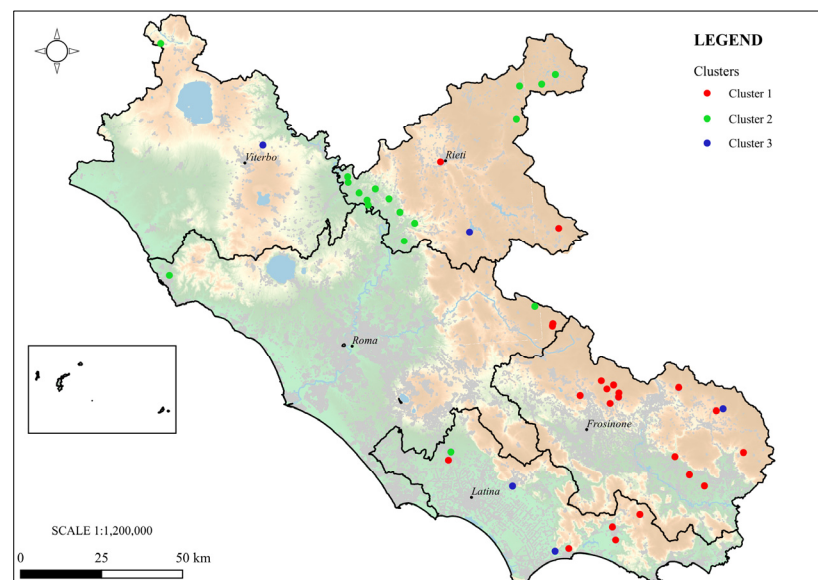 LEGEND
Clusters
Cluster 1
Cluster 2
Cluster 3
Viterbo
Rieti
Roma
Frosinone
Latina
SCALE 1:1,200,000
0 25 50 km